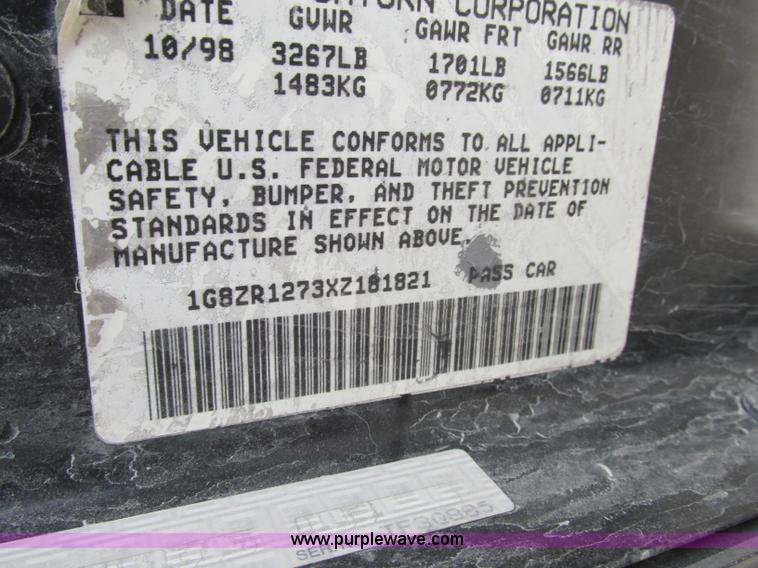 DATE GVWR GAWR FRT GAWR RR
SATURN CORPORATION
10/98 3267LB 1701LB 1566LB
1483KG 0772KG 0711KG
THIS VEHICLE CONFORMS TO ALL APPLI-
CABLE U.S. FEDERAL MOTOR VEHICLE
SAFETY, BUMPER, AND THEFT PREVENTION
STANDARDS IN EFFECT ON THE DATE OF
MANUFACTURE SHOWN ABOVE.
1G8ZR1273XZ181821 PASS CAR
www.purplewave.com